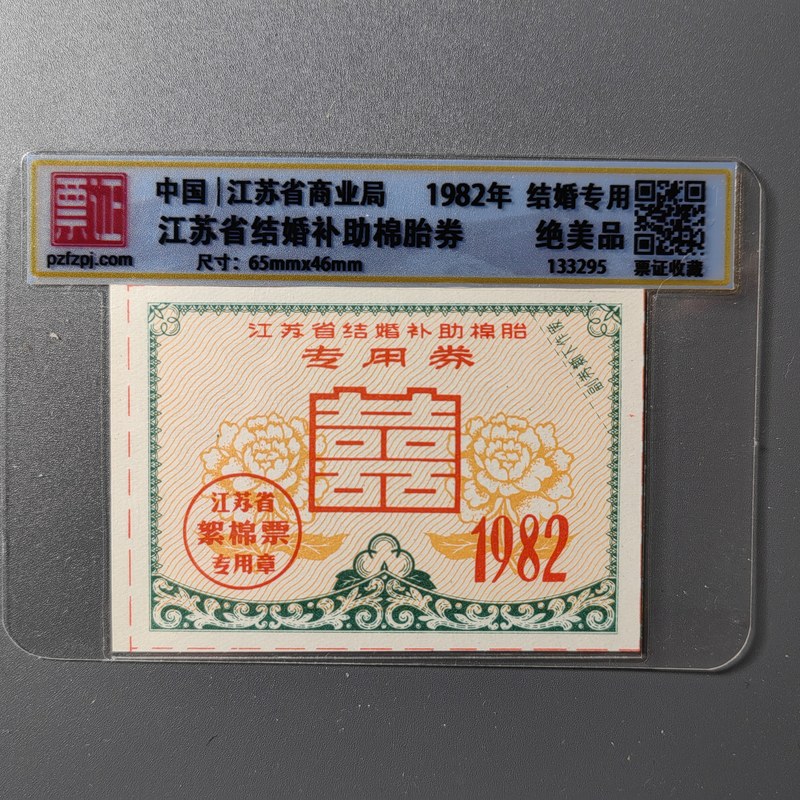 票证
pzfzpj.com
中国|江苏省商业局 1982年 结婚专用
江苏省结婚补助棉胎券 绝美品
尺寸：65mmx46mm 133295 票证收藏
江苏省结婚补助棉胎
专用券
囍
江苏省
絮棉票
专用章
1982